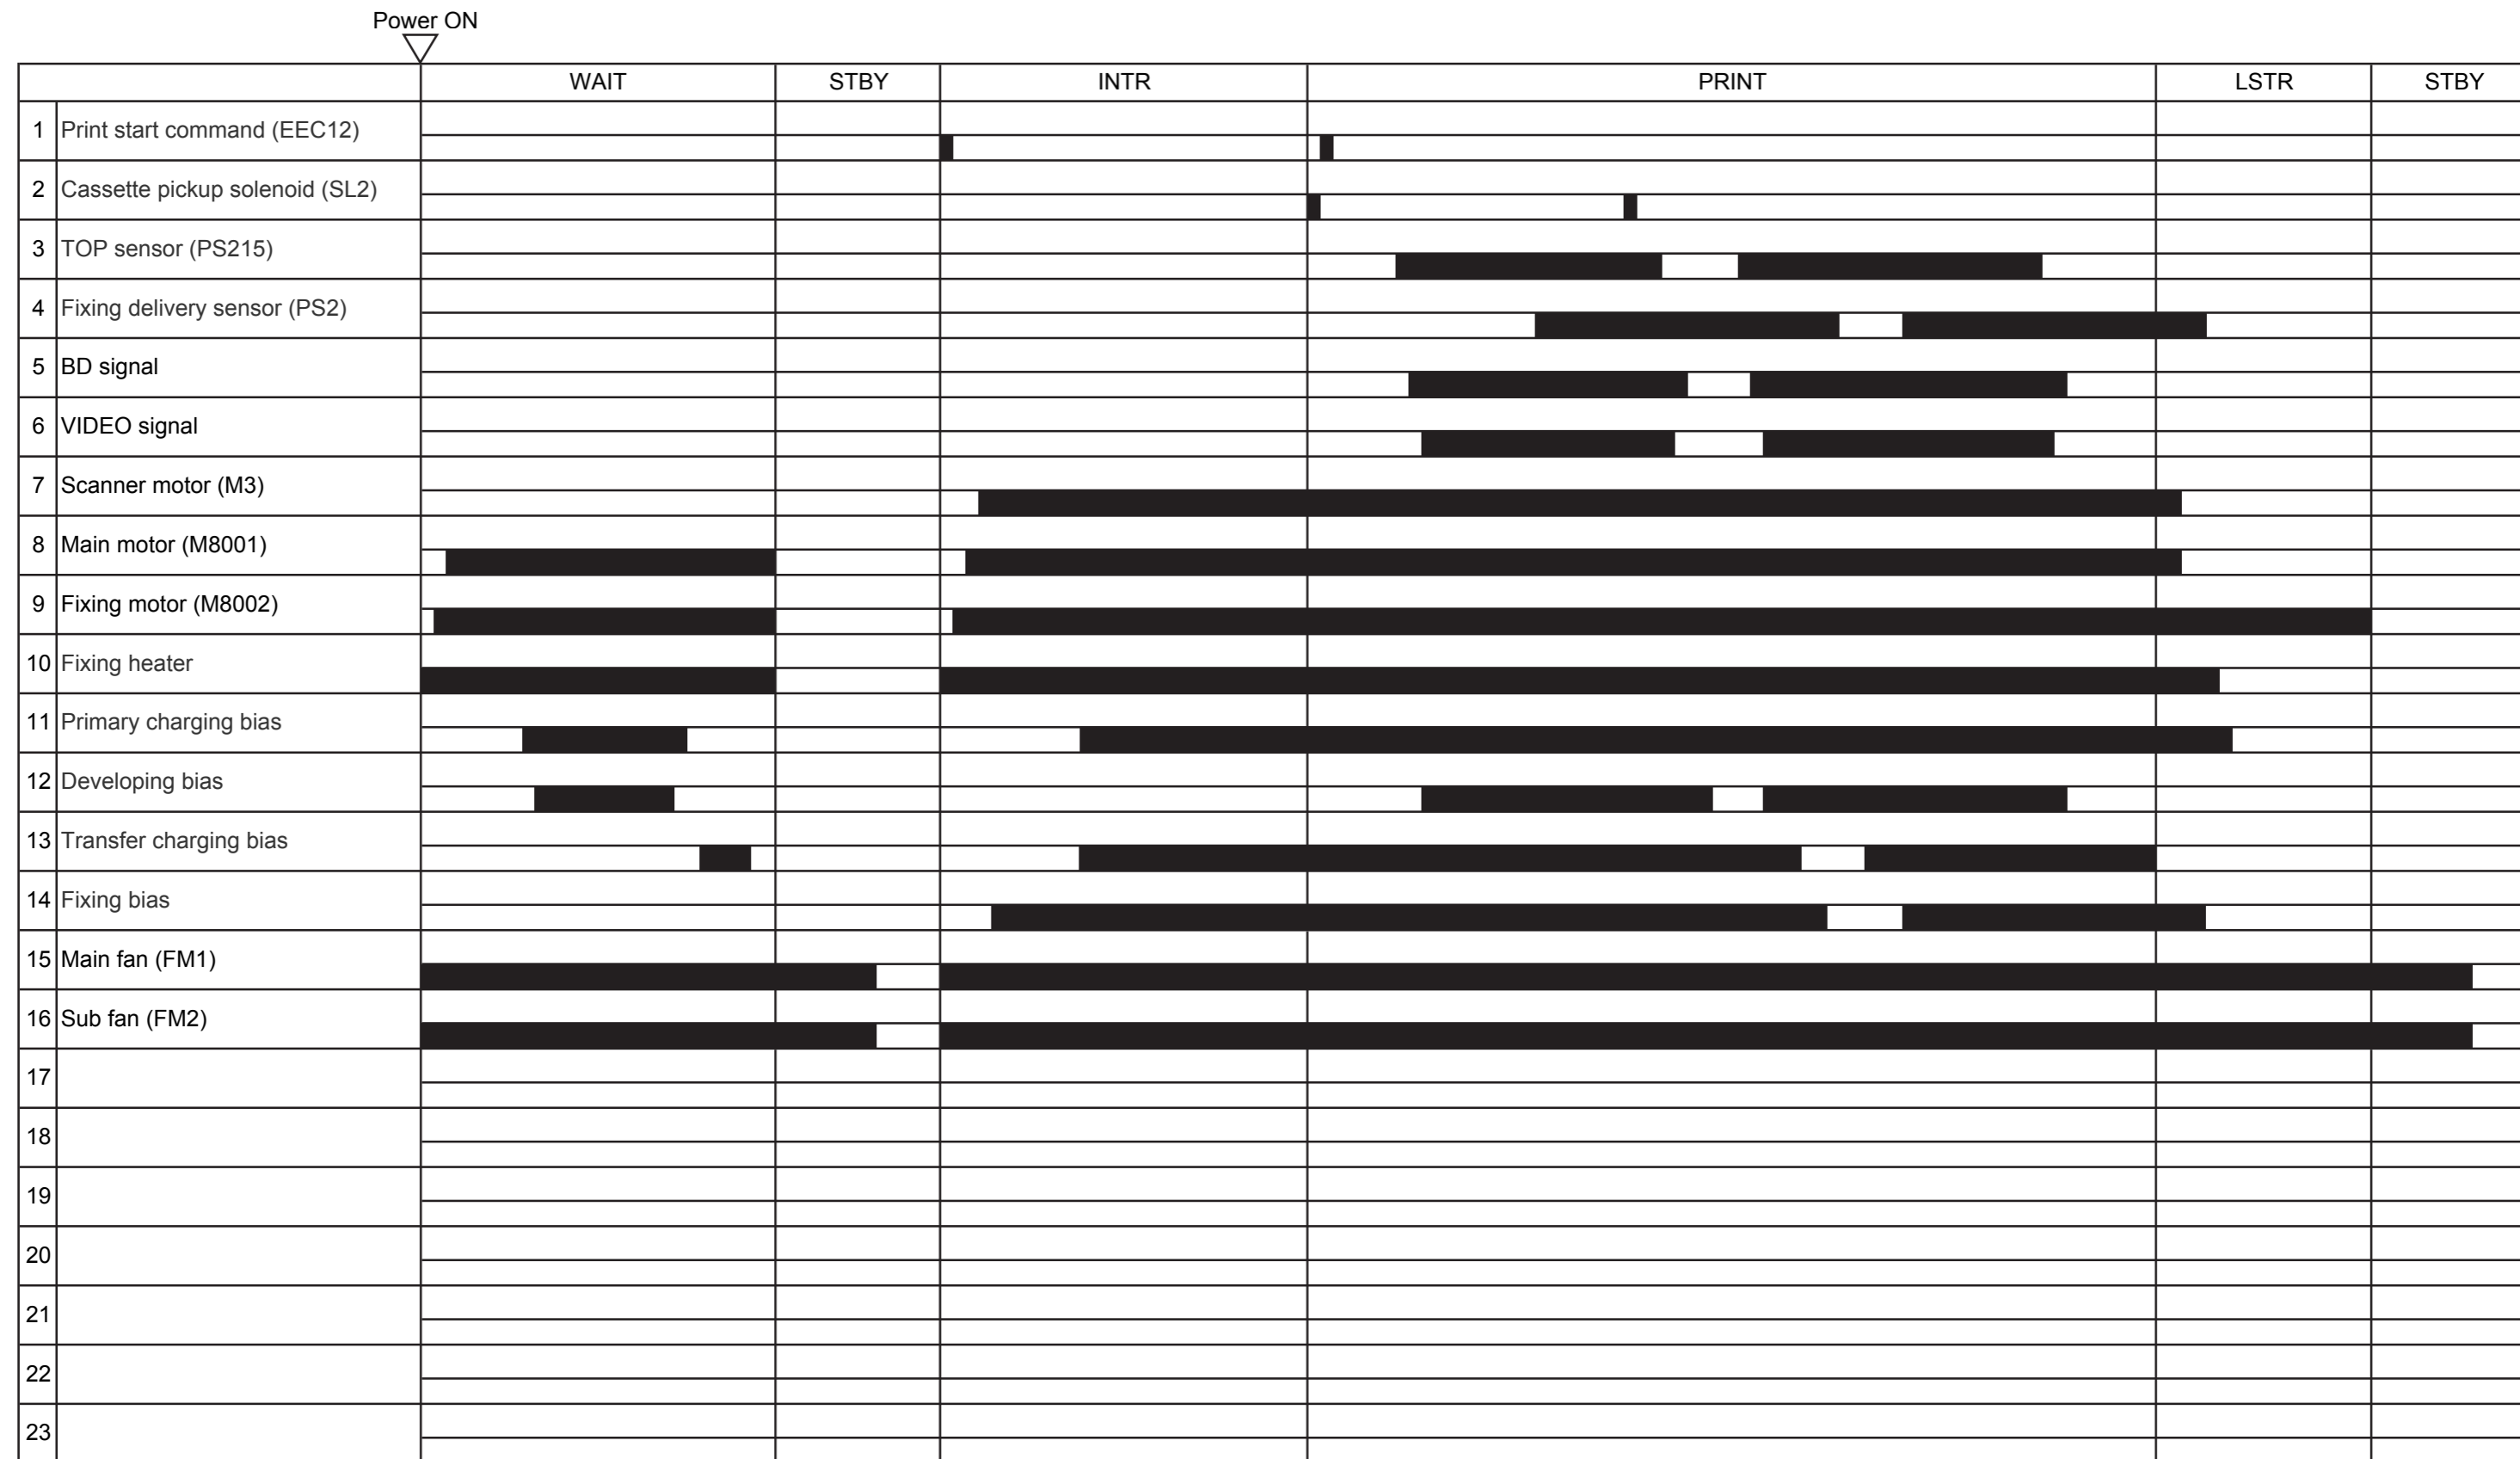 Power ON
WAIT STBY INTR PRINT LSTR STBY
1 Print start command (EEC12)
2 Cassette pickup solenoid (SL2)
3 TOP sensor (PS215)
4 Fixing delivery sensor (PS2)
5 BD signal
6 VIDEO signal
7 Scanner motor (M3)
8 Main motor (M8001)
9 Fixing motor (M8002)
10 Fixing heater
11 Primary charging bias
12 Developing bias
13 Transfer charging bias
14 Fixing bias
15 Main fan (FM1)
16 Sub fan (FM2)
17
18
19
20
21
22
23